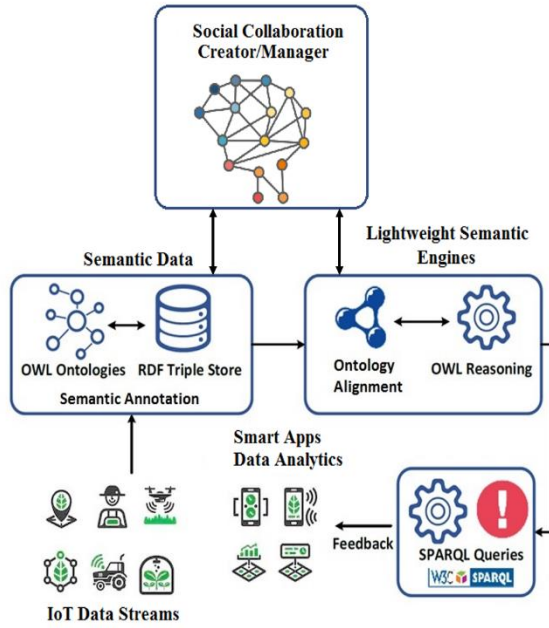 Social Collaboration
Creator/Manager
Semantic Data
Lightweight Semantic
Engines
OWL Ontologies
RDF Triple Store
Semantic Annotation
Ontology
Alignment
OWL Reasoning
Smart Apps
Data Analytics
Feedback
SPARQL Queries
W3C SPARQL
IoT Data Streams